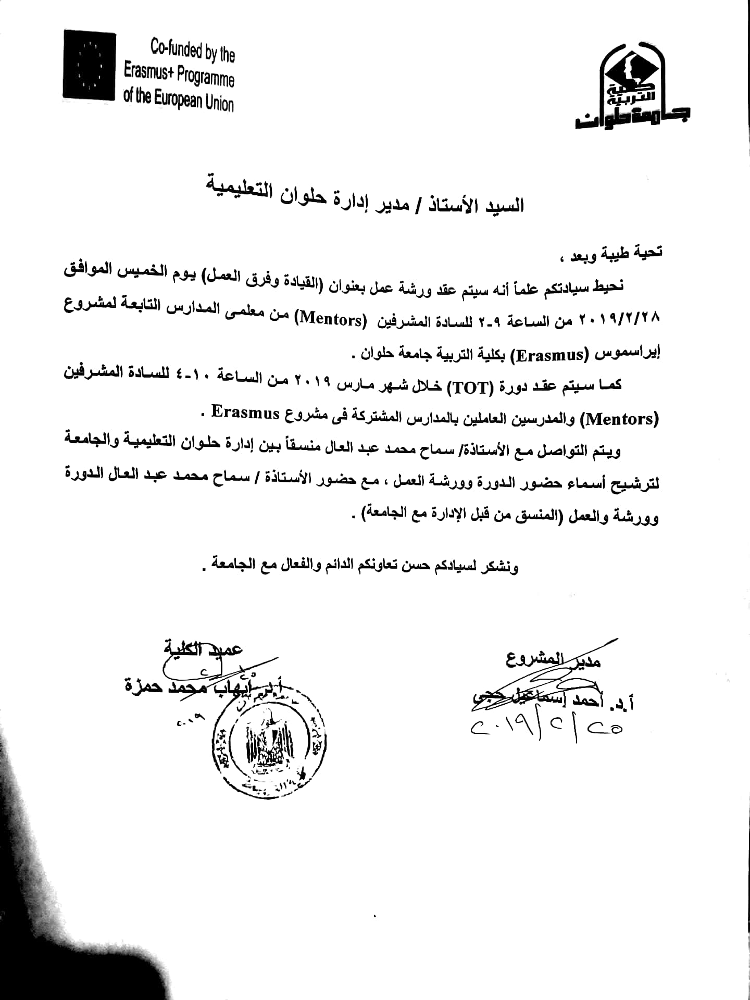 Co-funded by the
Erasmus+ Programme
of the European Union
كلية
التربية
جامعة حلوان
السيد الأستاذ / مدير إدارة حلوان التعليمية
تحية طيبة وبعد ،
نحيط سيادتكم علماً أنه سيتم عقد ورشة عمل بعنوان (القيادة وفرق العمل) يوم الخميس الموافق
٢٠١٩/٢/٢٨ من الساعة ٩-٢ للسادة المشرفين (Mentors) من معلمى المدارس التابعة لمشروع
إيراسموس (Erasmus) بكلية التربية جامعة حلوان .
كما سيتم عقد دورة (TOT) خلال شهر مارس ٢٠١٩ من الساعة ١٠-٤ للسادة المشرفين
(Mentors) والمدرسين العاملين بالمدارس المشتركة فى مشروع Erasmus .
ويتم التواصل مع الأستاذة/ سماح محمد عبد العال منسقاً بين إدارة حلوان التعليمية والجامعة
لترشيح أسماء حضور الدورة وورشة العمل ، مع حضور الأستاذة / سماح محمد عبد العال الدورة
وورشة والعمل (المنسق من قبل الإدارة مع الجامعة) .
ونشكر لسيادكم حسن تعاونكم الدائم والفعال مع الجامعة .
مدير المشروع
أ.د. أحمد إسماعيل حجى
٢٠١٩/٢/٢٥
عميد الكلية
أ.د. إيهاب محمد حمزة
٢٠١٩